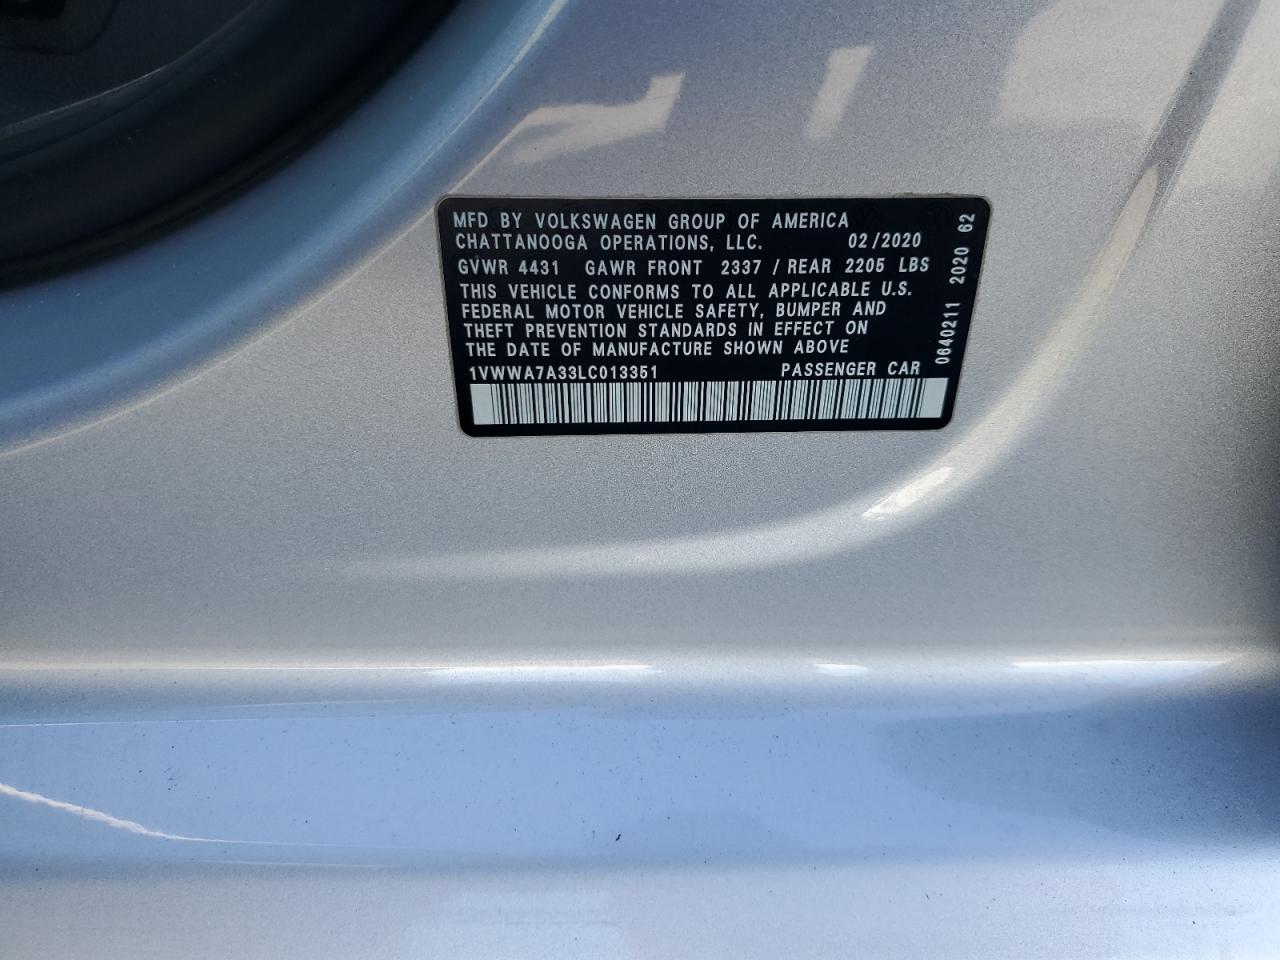 MFD BY VOLKSWAGEN GROUP OF AMERICA
CHATTANOOGA OPERATIONS, LLC. 02/2020
GVWR 4431 GAWR FRONT 2337 / REAR 2205 LBS
THIS VEHICLE CONFORMS TO ALL APPLICABLE U.S.
FEDERAL MOTOR VEHICLE SAFETY, BUMPER AND
THEFT PREVENTION STANDARDS IN EFFECT ON
THE DATE OF MANUFACTURE SHOWN ABOVE
1VWWA7A33LC013351 PASSENGER CAR
0640211 2020 62